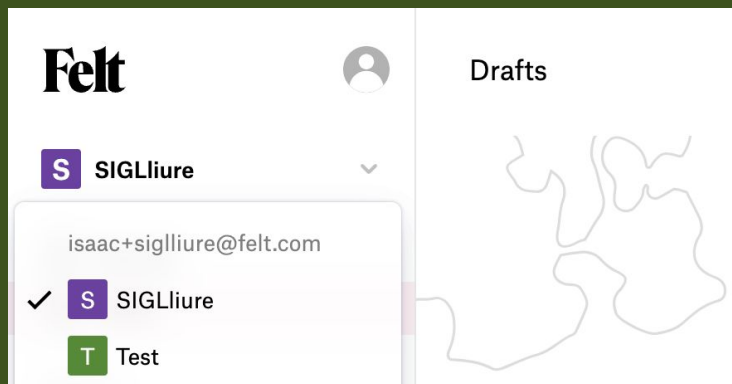 Felt
Drafts
S SIGLliure
isaac+siglliure@felt.com
S SIGLliure
T Test